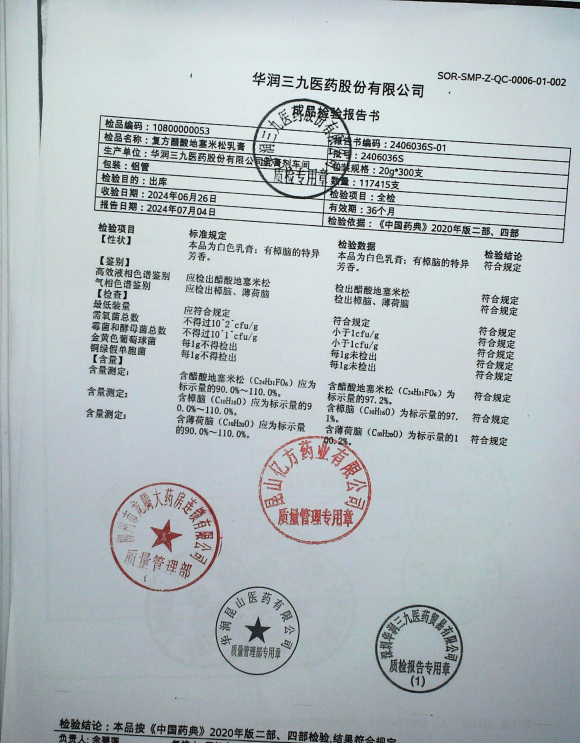 SOR-SMP-Z-QC-0006-01-002
华润三九医药股份有限公司
成品检验报告书
检品编码：10800000053 报告书编码：2406036S-01
检品名称：复方醋酸地塞米松乳膏 批号：2406036S
生产单位：华润三九医药股份有限公司软膏剂车间 包装规格：20g*300支
包装：铝管 数量：117415支
检验目的：出库 检验项目：全检
收验日期：2024年06月26日 有效期：36个月
报告日期：2024年07月04日 检验依据：《中国药典》2020年版二部、四部
检验项目 标准规定 检验数据 检验结论
【性状】 本品为白色乳膏；有樟脑的特异芳香。 本品为白色乳膏；有樟脑的特异芳香。 符合规定
【鉴别】
高效液相色谱鉴别 应检出醋酸地塞米松 检出醋酸地塞米松 符合规定
气相色谱鉴别 应检出樟脑、薄荷脑 检出樟脑、薄荷脑 符合规定
【检查】
最低装量 应符合规定 符合规定 符合规定
需氧菌总数 不得过10^2^cfu/g 小于1cfu/g 符合规定
霉菌和酵母菌总数 不得过10^1^cfu/g 小于1cfu/g 符合规定
金黄色葡萄球菌 每1g不得检出 每1g未检出 符合规定
铜绿假单胞菌 每1g不得检出 每1g未检出 符合规定
【含量】
含量测定1 含醋酸地塞米松（C24H31FO6）应为标示量的90.0%～110.0%。 含醋酸地塞米松（C24H31FO6）为标示量的97.2%。 符合规定
含量测定2 含樟脑（C10H16O）应为标示量的90.0%～110.0%。 含樟脑（C10H16O）为标示量的97.1%。 符合规定
含量测定3 含薄荷脑（C10H20O）应为标示量的90.0%～110.0%。 含薄荷脑（C10H20O）为标示量的100.2%。 符合规定
质检专用章
昆山亿方药业有限公司
质量管理专用章
大药房连锁有限公司
质量管理部
华润昆山医药有限公司
质量管理部专用章
深圳华润三九医药贸易有限公司
质检报告专用章
(1)
检验结论：本品按《中国药典》2020年版二部、四部检验,结果符合规定
负责人：